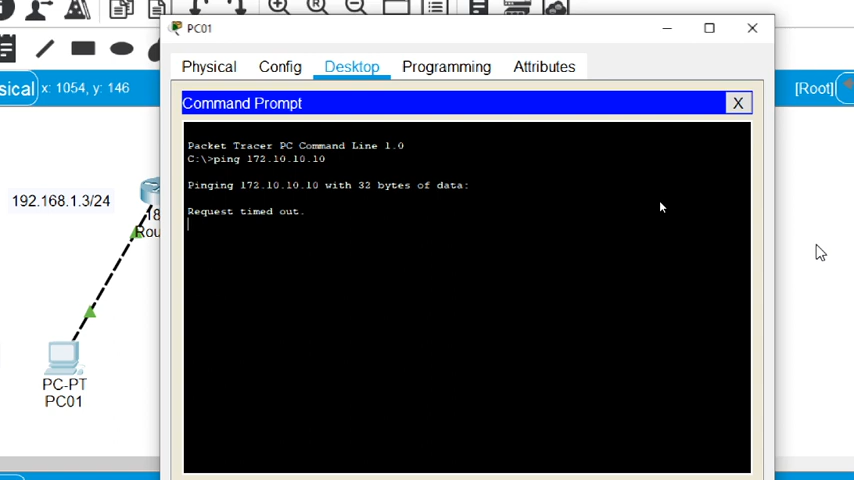 PC01
Physical
Config
Desktop
Programming
Attributes
sical
x: 1054, y: 146
[Root]
Command Prompt
X
Packet Tracer PC Command Line 1.0
C:\>ping 172.10.10.10
Pinging 172.10.10.10 with 32 bytes of data:
Request timed out.
192.168.1.3/24
18
Rou
PC-PT
PC01